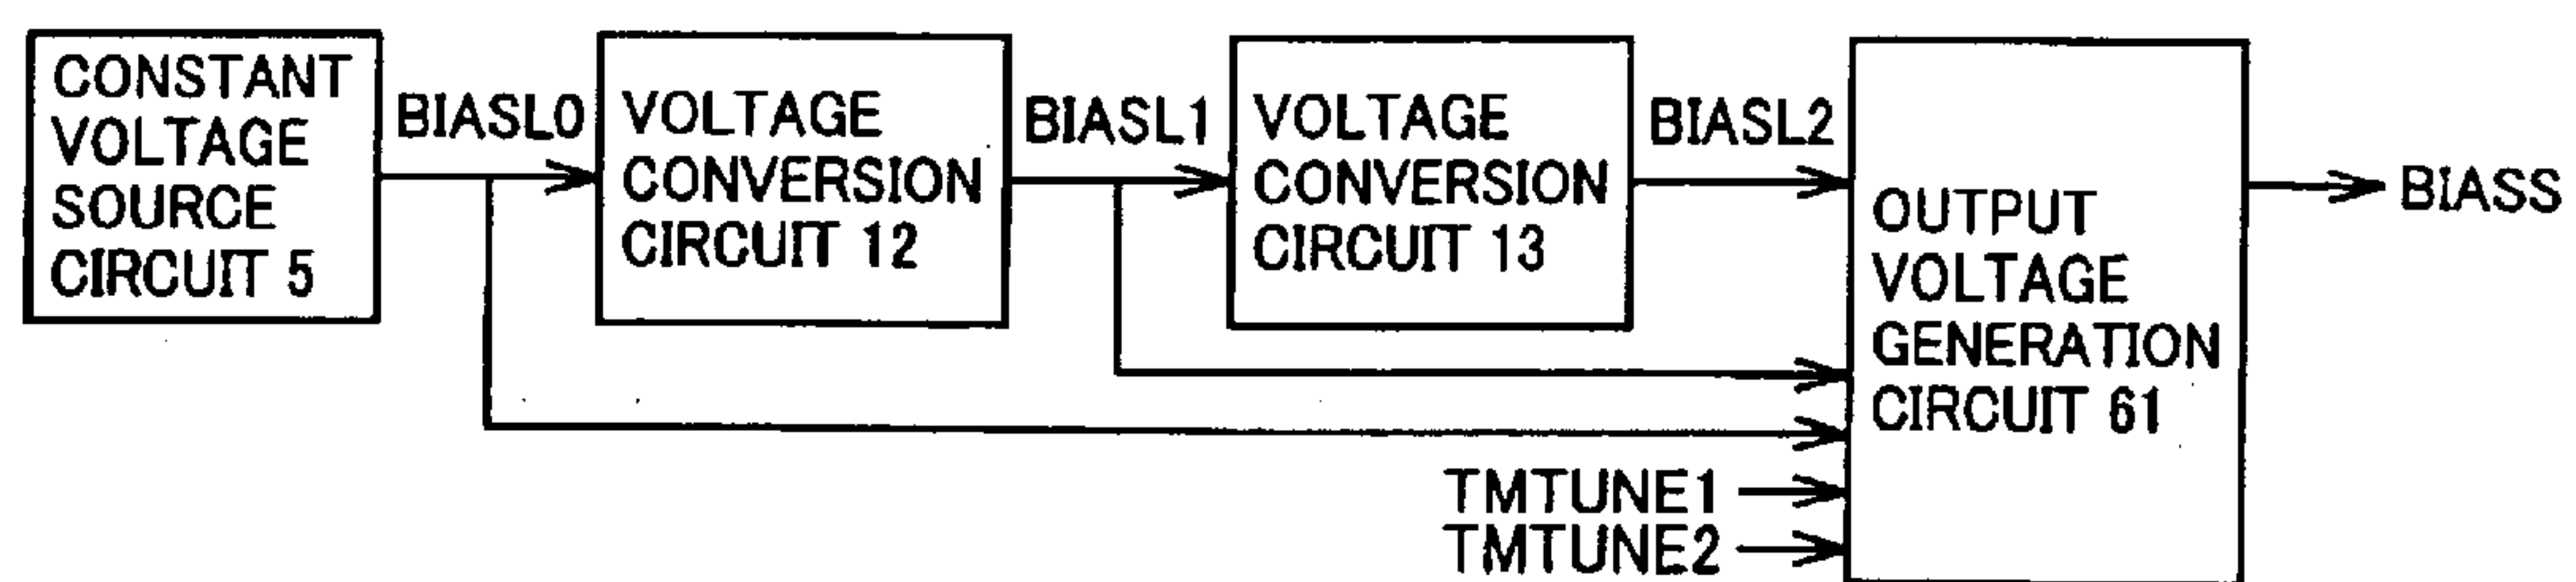 CONSTANT
VOLTAGE
SOURCE
CIRCUIT 5
BIASL0
VOLTAGE
CONVERSION
CIRCUIT 12
BIASL1
VOLTAGE
CONVERSION
CIRCUIT 13
BIASL2
OUTPUT
VOLTAGE
GENERATION
CIRCUIT 61
BIASS
TMTUNE1
TMTUNE2